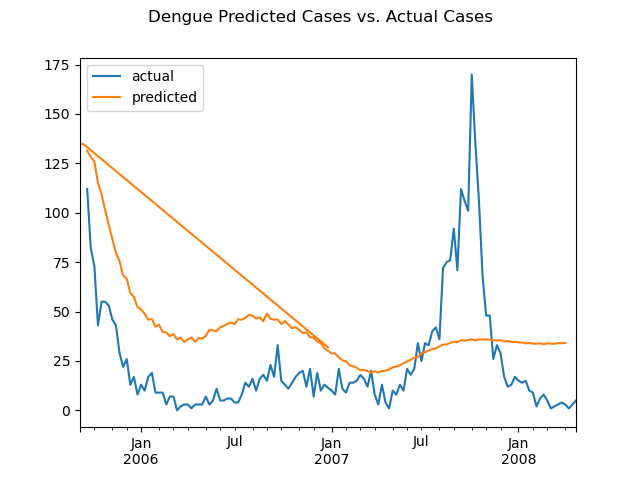 Dengue Predicted Cases vs. Actual Cases
175
150
125
100
75
50
25
0
actual
predicted
Jan
2006
Jul
Jan
2007
Jul
Jan
2008